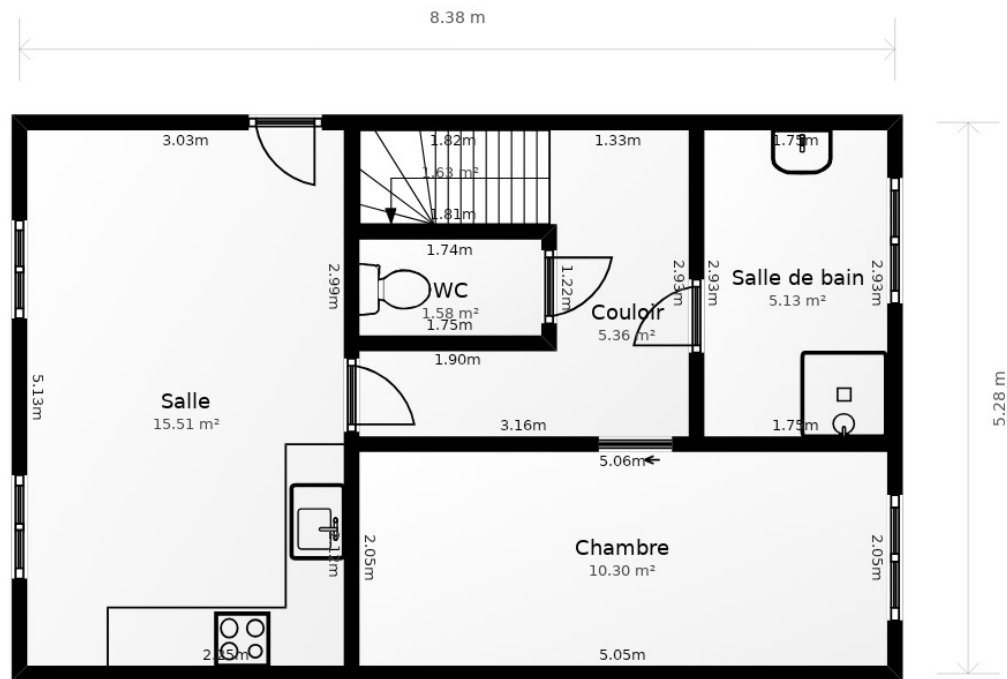 8.38 m
3.03m
1.82m
1.33m
1.75m
1.63 m²
1.81m
1.74m
2.99m
WC
1.58 m²
1.75m
1.22m
Couloir
5.36 m²
2.93m
2.93m
Salle de bain
5.13 m²
2.93m
1.90m
5.13m
Salle
15.51 m²
3.16m
1.75m
5.28 m
5.06m
2.05m
Chambre
10.30 m²
2.05m
2.25m
5.05m